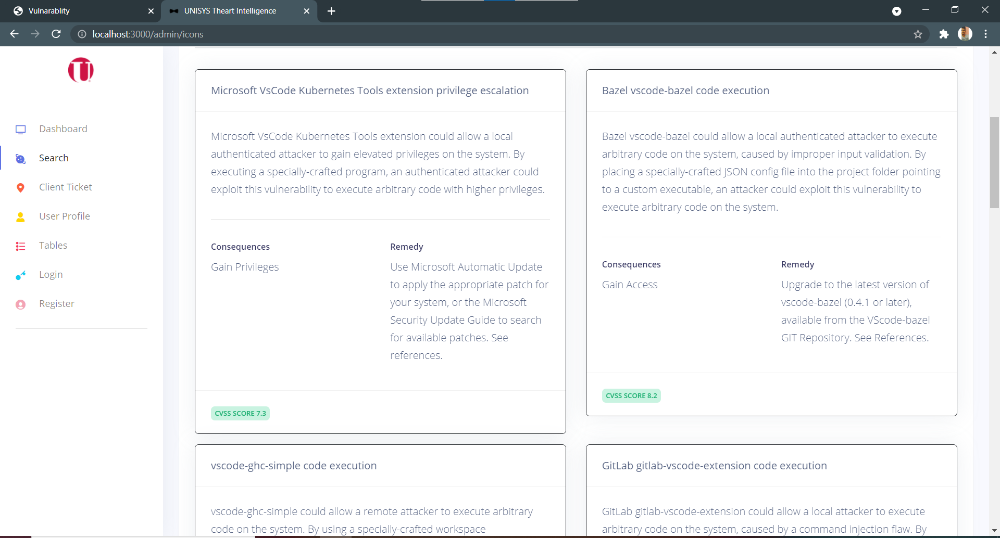 Vulnarablity
UNISYS Theart Intelligence
localhost:3000/admin/icons
U
Dashboard
Search
Client Ticket
User Profile
Tables
Login
Register
Microsoft VsCode Kubernetes Tools extension privilege escalation
Microsoft VsCode Kubernetes Tools extension could allow a local
authenticated attacker to gain elevated privileges on the system. By
executing a specially-crafted program, an authenticated attacker could
exploit this vulnerability to execute arbitrary code with higher privileges.
Consequences
Gain Privileges
Remedy
Use Microsoft Automatic Update
to apply the appropriate patch for
your system, or the Microsoft
Security Update Guide to search
for available patches. See
references.
CVSS SCORE 7.3
Bazel vscode-bazel code execution
Bazel vscode-bazel could allow a local authenticated attacker to execute
arbitrary code on the system, caused by improper input validation. By
placing a specially-crafted JSON config file into the project folder pointing
to a custom executable, an attacker could exploit this vulnerability to
execute arbitrary code on the system.
Consequences
Gain Access
Remedy
Upgrade to the latest version of
vscode-bazel (0.4.1 or later),
available from the VScode-bazel
GIT Repository. See References.
CVSS SCORE 8.2
vscode-ghc-simple code execution
vscode-ghc-simple could allow a remote attacker to execute arbitrary
code on the system. By using a specially-crafted workspace
GitLab gitlab-vscode-extension code execution
GitLab gitlab-vscode-extension could allow a local attacker to execute
arbitrary code on the system, caused by a command injection flaw. By